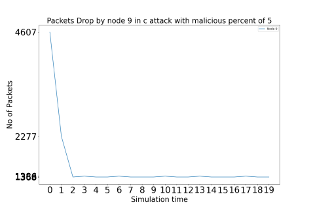 Packets Drop by node 9 in c attack with malicious percent of 5
4607
2277
No of Packets
0 1 2 3 4 5 6 7 8 9 10 11 12 13 14 15 16 17 18 19
Simulation time